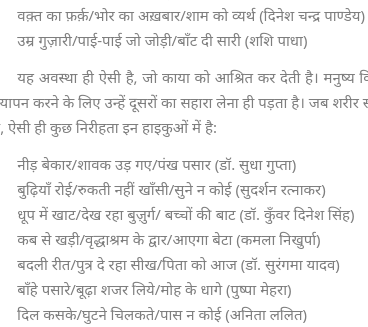 वक़्त का फ़र्क़/भोर का अख़बार/शाम को व्यर्थ (दिनेश चन्द्र पाण्डेय)
उम्र गुज़ारी/पाई-पाई जो जोड़ी/बाँट दी सारी (शशि पाधा)
यह अवस्था ही ऐसी है, जो काया को आश्रित कर देती है। मनुष्य
यापन करने के लिए उन्हें दूसरों का सहारा लेना ही पड़ता है। जब शरीर
, ऐसी ही कुछ निरीहता इन हाइकुओं में है:
नीड़ बेकार/शावक उड़ गए/पंख पसार (डॉ. सुधा गुप्ता)
बुढ़ियाँ रोई/रुकती नहीं खाँसी/सुने न कोई (सुदर्शन रत्नाकर)
धूप में खाट/देख रहा बुज़ुर्ग/ बच्चों की बाट (डॉ. कुँवर दिनेश सिंह)
कब से खड़ी/वृद्धाश्रम के द्वार/आएगा बेटा (कमला निखुर्पा)
बदली रीत/पुत्र दे रहा सीख/पिता को आज (डॉ. सुरंगमा यादव)
बाँहे पसारे/बूढ़ा शजर लिये/मोह के धागे (पुष्पा मेहरा)
दिल कसके/घुटने चिलकते/पास न कोई (अनिता ललित)